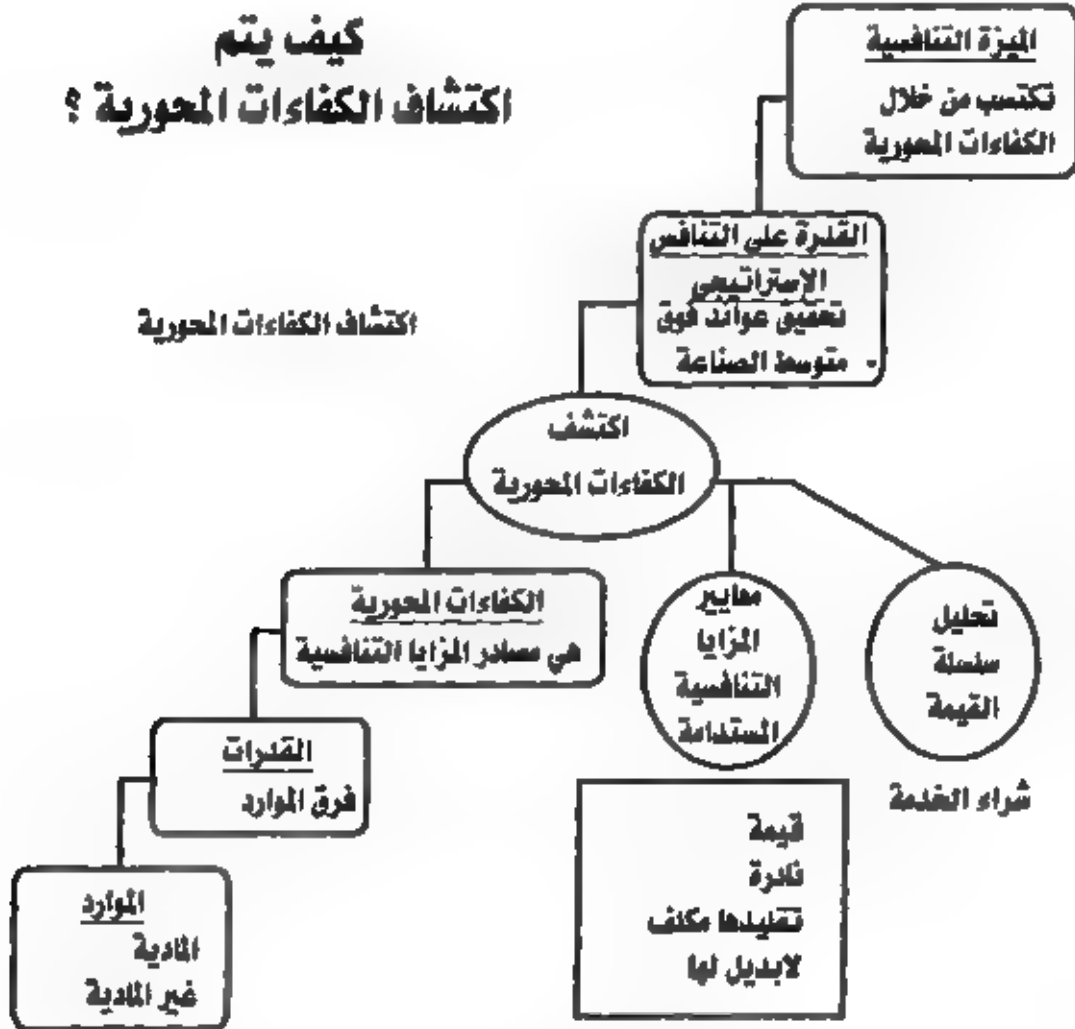 كيف يتم
اكتشاف الكفاءات المحورية ؟
الميزة التنافسية
تكتسب من خلال
الكفاءات المحورية
القدرة على التنافس
الإستراتيجي
تحقيق عوائد فوق
متوسط الصناعة
اكتشاف الكفاءات المحورية
اكتشف
الكفاءات المحورية
الكفاءات المحورية
هي مصادر المزايا التنافسية
معايير
المزايا
التنافسية
المستدامة
تحليل
سلسلة
القيمة
القدرات
فرق الموارد
شراء الخدمة
قيمة
نادرة
تقليدها مكلف
لابديل لها
الموارد
المادية
غير المادية